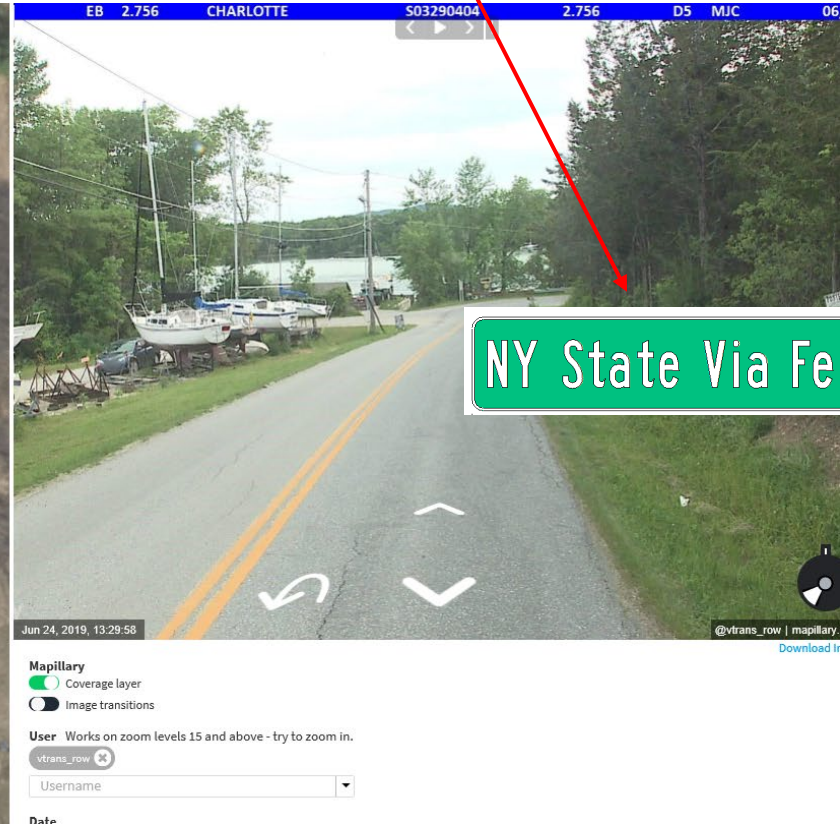 EB 2.756 CHARLOTTE S03290404 2.756 D5 MJC 06
NY State Via Fe
Jun 24, 2019, 13:29:58
@vtrans_row | mapillary.
Download In
Mapillary
Coverage layer
Image transitions
User Works on zoom levels 15 and above - try to zoom in.
vtrans_row
Username
Date